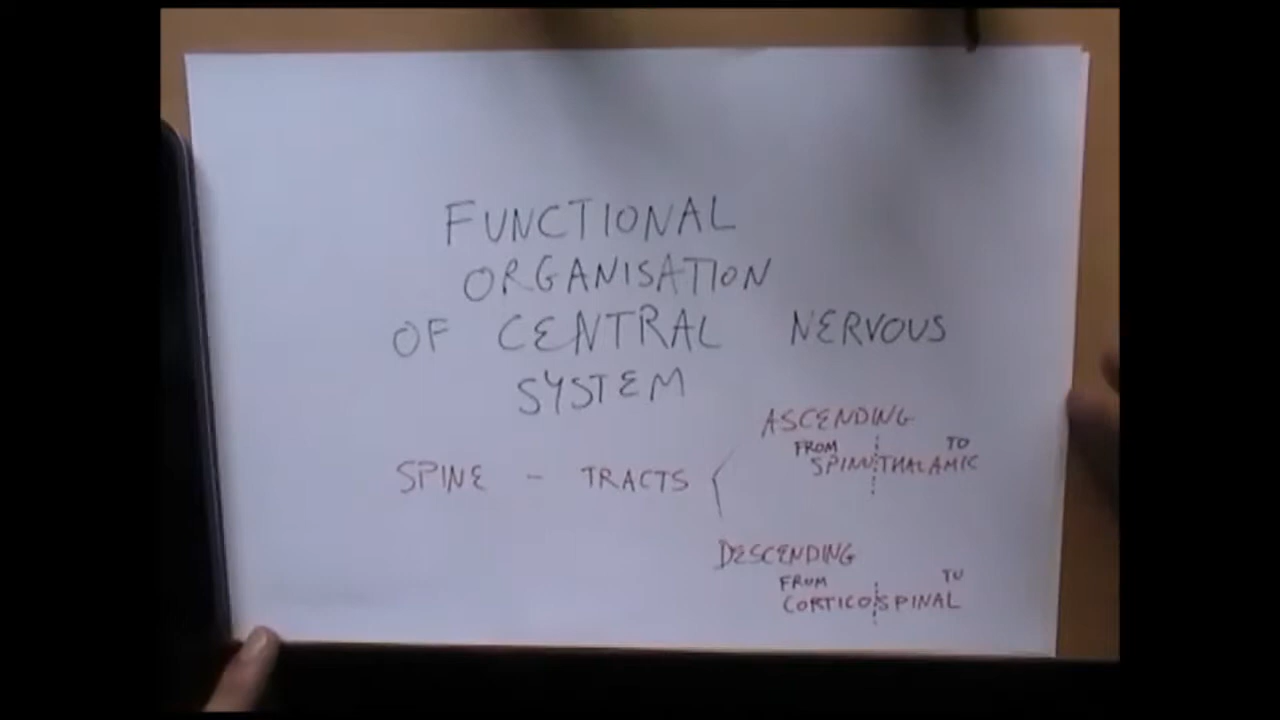 FUNCTIONAL
ORGANISATION
OF CENTRAL NERVOUS
SYSTEM
SPINE - TRACTS
ASCENDING
FROM TO
SPINOTHALAMIC
DESCENDING
FROM TO
CORTICOSPINAL